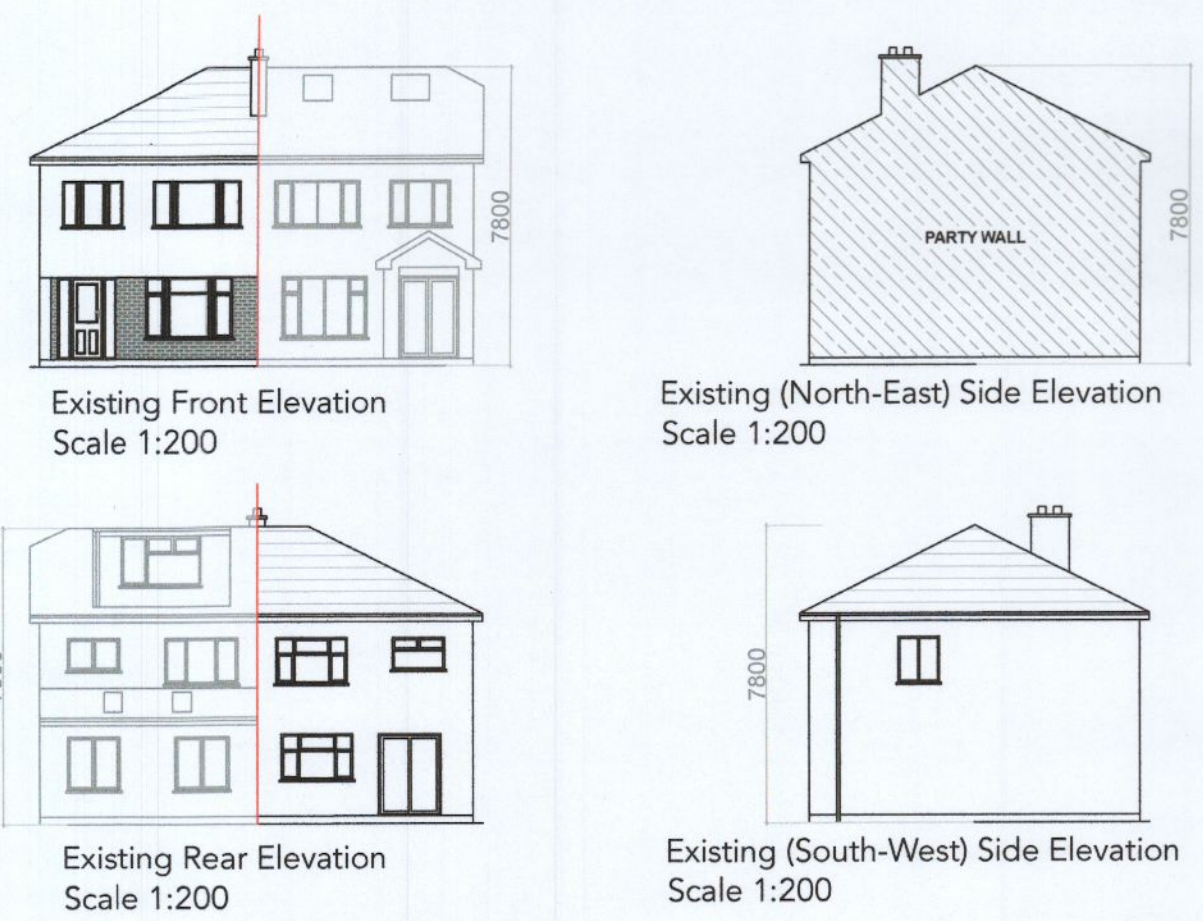 7800
Existing Front Elevation
Scale 1:200
PARTY WALL
7800
Existing (North-East) Side Elevation
Scale 1:200
Existing Rear Elevation
Scale 1:200
7800
Existing (South-West) Side Elevation
Scale 1:200